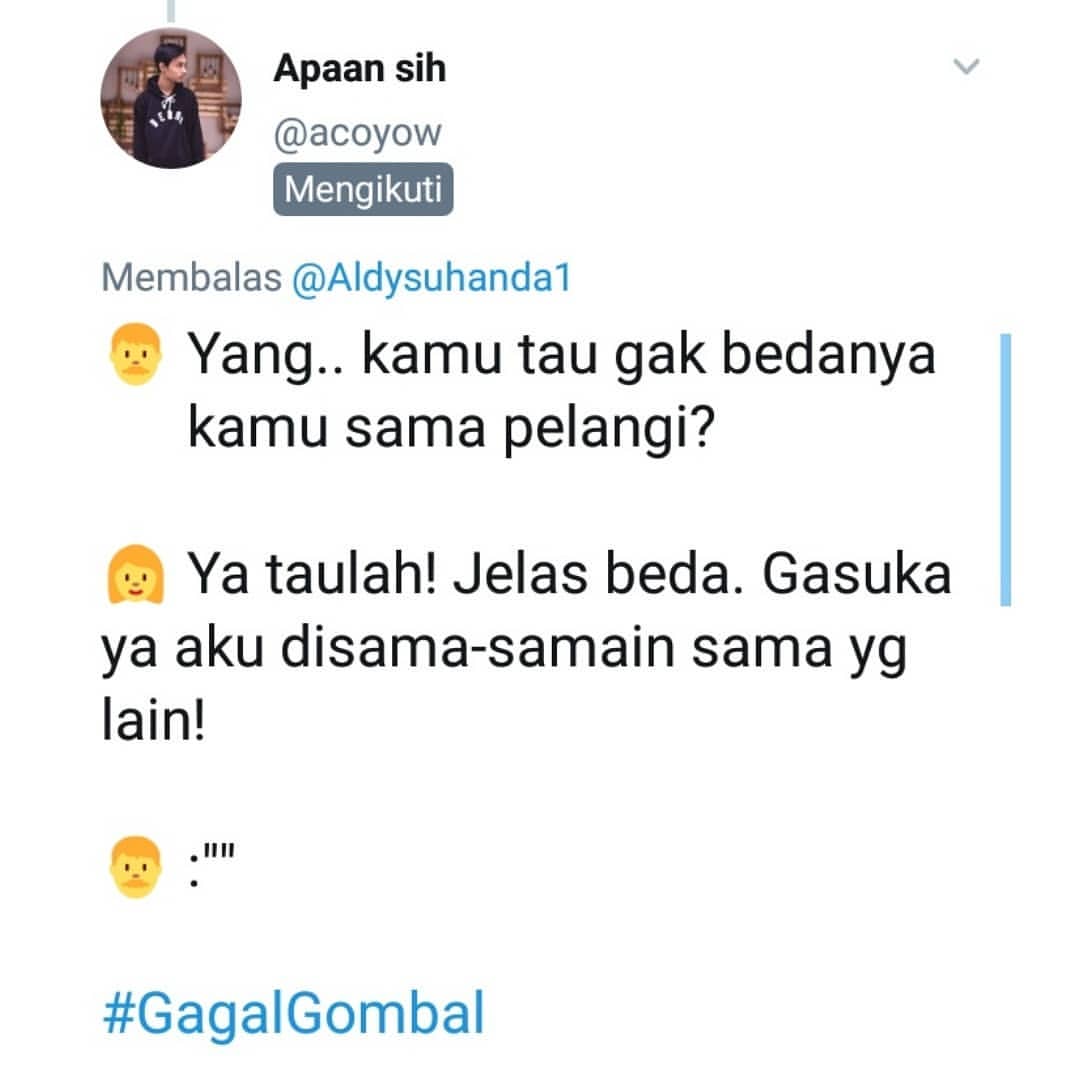 Apaan sih
@acoyow
Mengikuti
Membalas @Aldysuhanda1
👨 Yang.. kamu tau gak bedanya
kamu sama pelangi?
👩 Ya taulah! Jelas beda. Gasuka
ya aku disama-samain sama yg
lain!
👨 :""
#GagalGombal